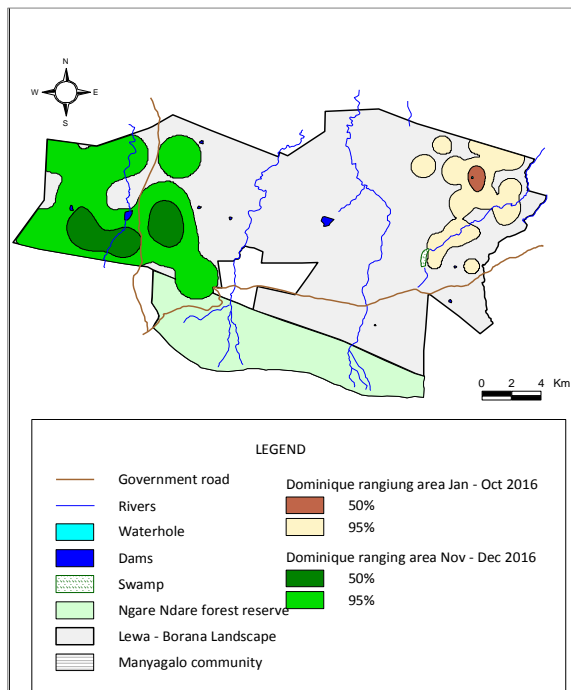 N
W E
S
0 2 4 Km
LEGEND
Government road
Rivers
Waterhole
Dams
Swamp
Ngare Ndare forest reserve
Lewa - Borana Landscape
Manyagalo community
Dominique rangiung area Jan - Oct 2016
50%
95%
Dominique ranging area Nov - Dec 2016
50%
95%